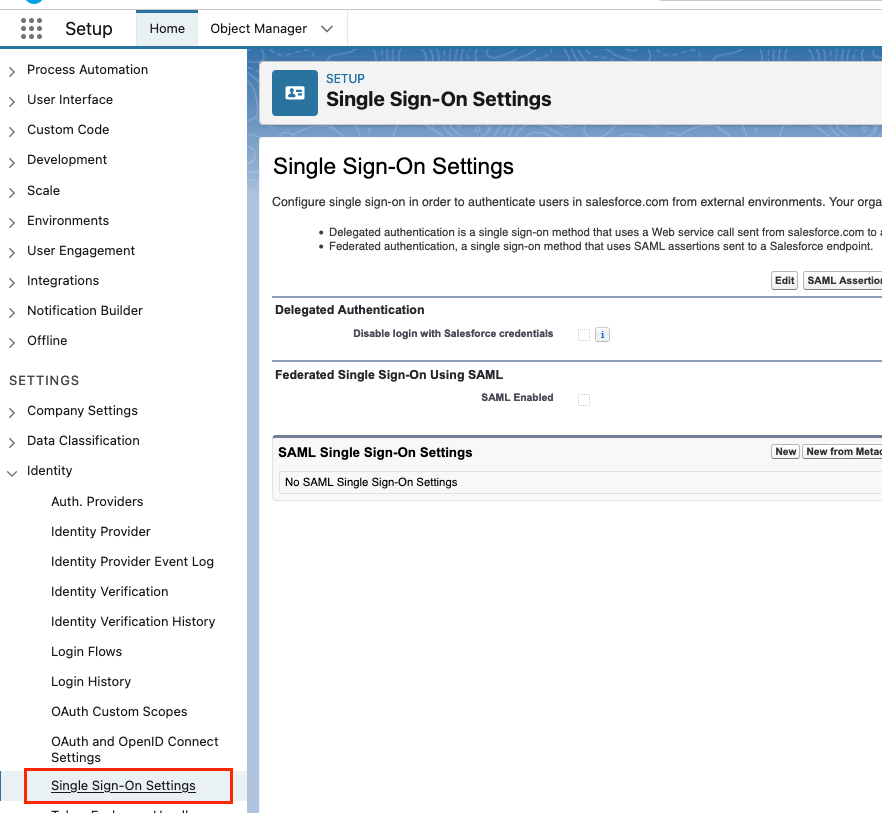 Setup
Home
Object Manager
Process Automation
User Interface
Custom Code
Development
Scale
Environments
User Engagement
Integrations
Notification Builder
Offline
SETTINGS
Company Settings
Data Classification
Identity
Auth. Providers
Identity Provider
Identity Provider Event Log
Identity Verification
Identity Verification History
Login Flows
Login History
OAuth Custom Scopes
OAuth and OpenID Connect
Settings
Single Sign-On Settings
SETUP
Single Sign-On Settings
Single Sign-On Settings
Configure single sign-on in order to authenticate users in salesforce.com from external environments. Your orga
• Delegated authentication is a single sign-on method that uses a Web service call sent from salesforce.com to a
• Federated authentication, a single sign-on method that uses SAML assertions sent to a Salesforce endpoint.
Edit SAML Assertion
Delegated Authentication
Disable login with Salesforce credentials i
Federated Single Sign-On Using SAML
SAML Enabled
SAML Single Sign-On Settings New New from Metad
No SAML Single Sign-On Settings